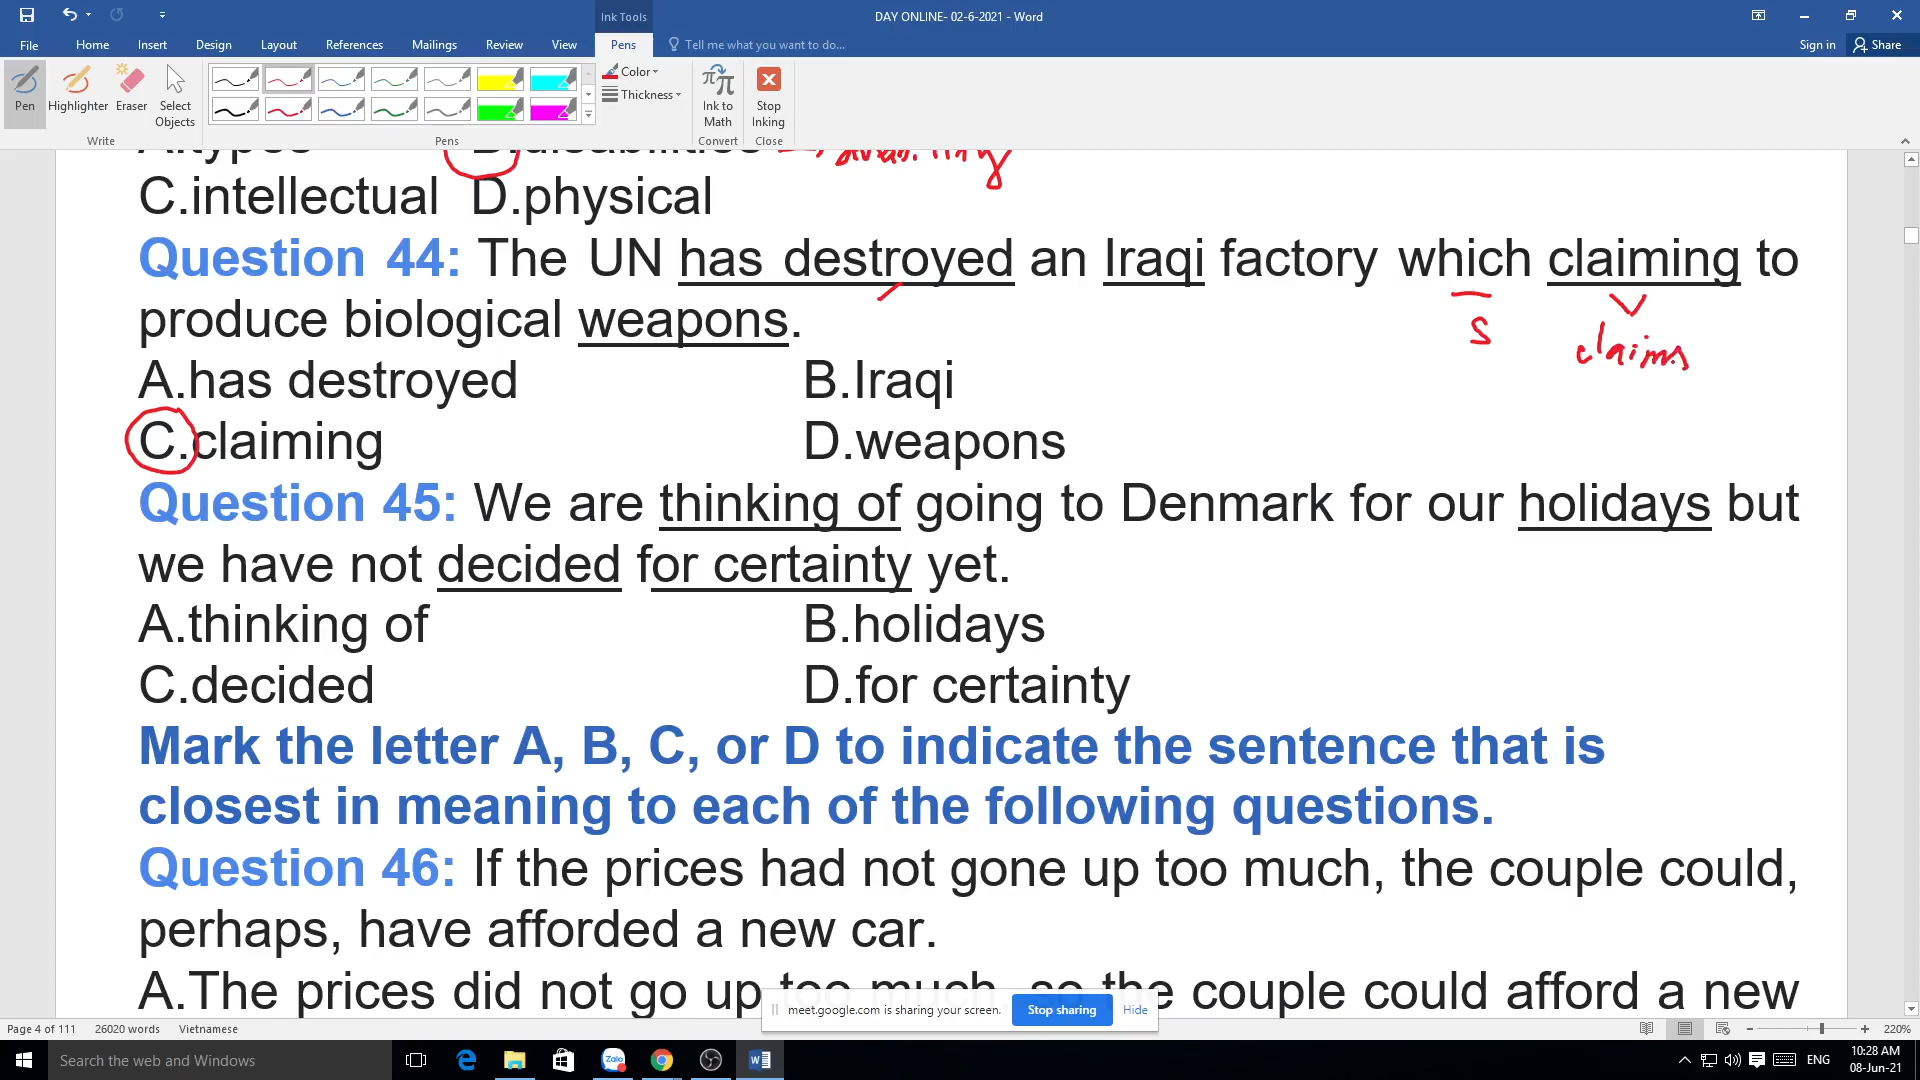 Ink Tools
DAY ONLINE- 02-6-2021 - Word
File Home Insert Design Layout References Mailings Review View Pens Tell me what you want to do... Sign in Share
Pen Highlighter Eraser Select Objects
Color
Thickness
Ink to Math
Stop Inking
Write Pens Convert Close
C.intellectual D.physical
Question 44: The UN has destroyed an Iraqi factory which claiming to
produce biological weapons.
s
claims
A.has destroyed B.Iraqi
C.claiming D.weapons
Question 45: We are thinking of going to Denmark for our holidays but
we have not decided for certainty yet.
A.thinking of B.holidays
C.decided D.for certainty
Mark the letter A, B, C, or D to indicate the sentence that is
closest in meaning to each of the following questions.
Question 46: If the prices had not gone up too much, the couple could,
perhaps, have afforded a new car.
A.The prices did not go up too much, so the couple could afford a new
meet.google.com is sharing your screen. Stop sharing Hide
Page 4 of 111 26020 words Vietnamese 220%
Search the web and Windows
Zalo
ENG
10:28 AM
08-Jun-21